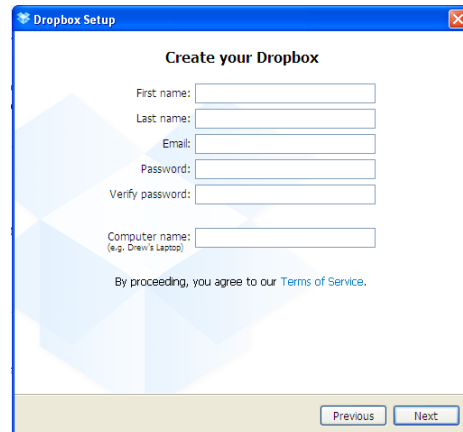 Dropbox Setup
Create your Dropbox
First name:
Last name:
Email:
Password:
Verify password:
Computer name:
(e.g. Drew's Laptop)
By proceeding, you agree to our Terms of Service.
Previous Next